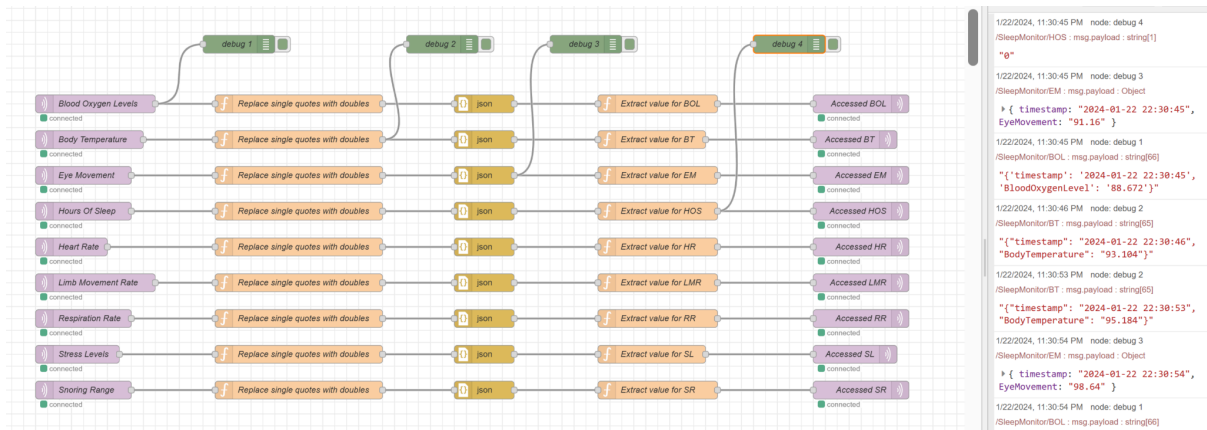 debug 1 debug 2 debug 3 debug 4
Blood Oxygen Levels Replace single quotes with doubles json Extract value for BOL Accessed BOL
connected connected
Body Temperature Replace single quotes with doubles json Extract value for BT Accessed BT
connected connected
Eye Movement Replace single quotes with doubles json Extract value for EM Accessed EM
connected connected
Hours Of Sleep Replace single quotes with doubles json Extract value for HOS Accessed HOS
connected connected
Heart Rate Replace single quotes with doubles json Extract value for HR Accessed HR
connected connected
Limb Movement Rate Replace single quotes with doubles json Extract value for LMR Accessed LMR
connected connected
Respiration Rate Replace single quotes with doubles json Extract value for RR Accessed RR
connected connected
Stress Levels Replace single quotes with doubles json Extract value for SL Accessed SL
connected connected
Snoring Range Replace single quotes with doubles json Extract value for SR Accessed SR
connected connected
1/22/2024, 11:30:45 PM node: debug 4
/SleepMonitor/HOS : msg.payload : string[1]
"0"
1/22/2024, 11:30:45 PM node: debug 3
/SleepMonitor/EM : msg.payload : Object
{ timestamp: "2024-01-22 22:30:45",
EyeMovement: "91.16" }
1/22/2024, 11:30:45 PM node: debug 1
/SleepMonitor/BOL : msg.payload : string[66]
"{'timestamp': '2024-01-22 22:30:45',
'BloodOxygenLevel': '88.672'}"
1/22/2024, 11:30:46 PM node: debug 2
/SleepMonitor/BT : msg.payload : string[65]
"{"timestamp": "2024-01-22 22:30:46",
"BodyTemperature": "93.104"}"
1/22/2024, 11:30:53 PM node: debug 2
/SleepMonitor/BT : msg.payload : string[65]
"{"timestamp": "2024-01-22 22:30:53",
"BodyTemperature": "95.184"}"
1/22/2024, 11:30:54 PM node: debug 3
/SleepMonitor/EM : msg.payload : Object
{ timestamp: "2024-01-22 22:30:54",
EyeMovement: "98.64" }
1/22/2024, 11:30:54 PM node: debug 1
/SleepMonitor/BOL : msg.payload : string[66]